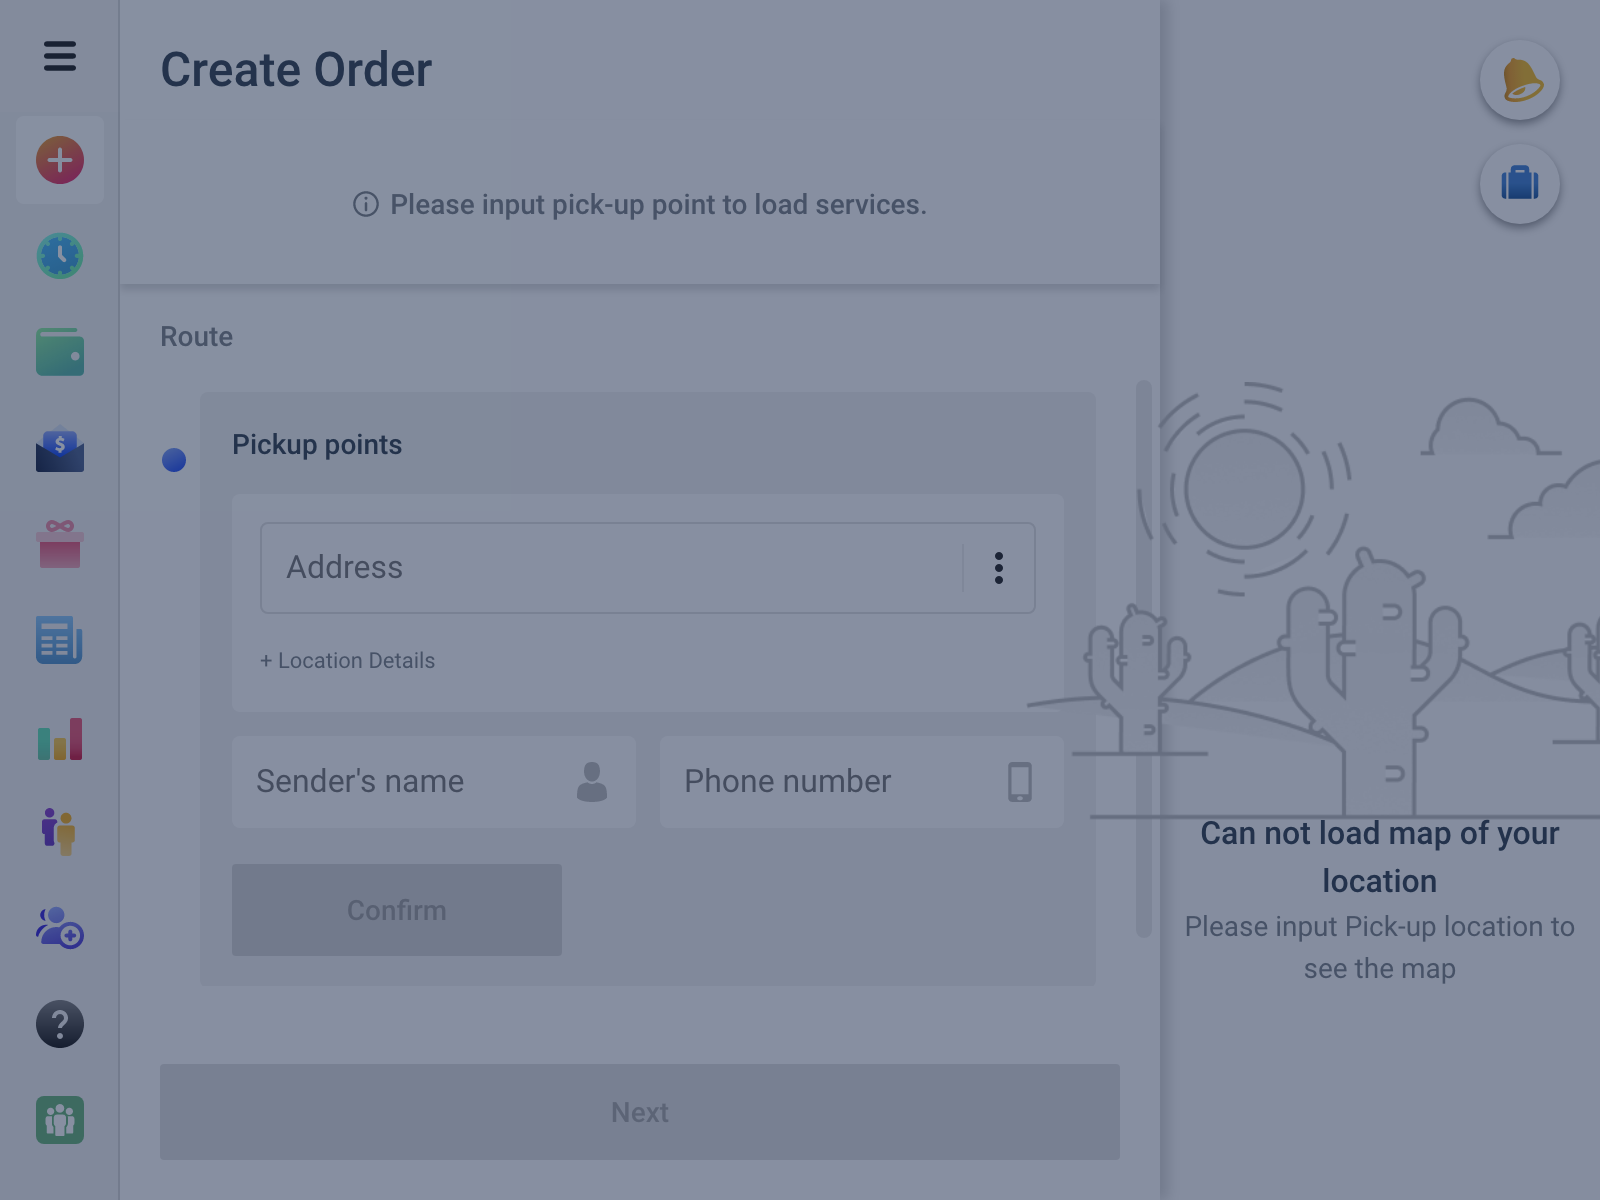 Create Order
Please input pick-up point to load services.
Route
Pickup points
Address
+ Location Details
Sender's name
Phone number
Confirm
Next
$
?
Can not load map of your
location
Please input Pick-up location to
see the map